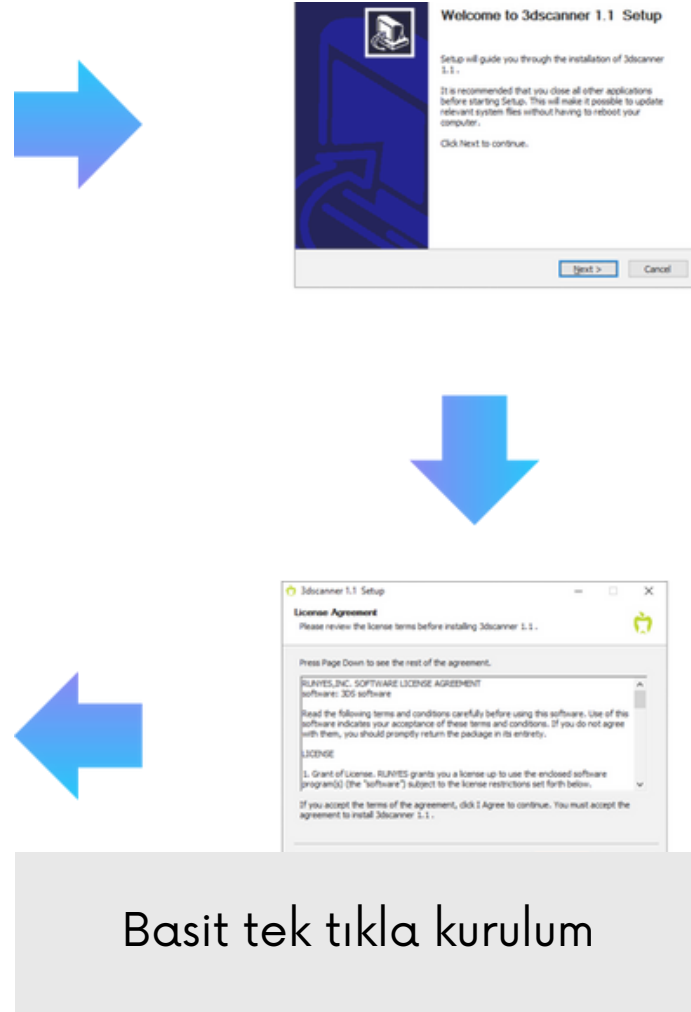 Welcome to 3dscanner 1.1 Setup
Setup will guide you through the installation of 3dscanner
1.1.
It is recommended that you close all other applications
before starting Setup. This will make it possible to update
relevant system files without having to reboot your
computer.
Click Next to continue.
Next >
Cancel
3dscanner 1.1 Setup
License Agreement
Please review the license terms before installing 3dscanner 1.1.
Press Page Down to see the rest of the agreement.
RUNYES,INC. SOFTWARE LICENSE AGREEMENT
software: 3DS software
Read the following terms and conditions carefully before using this software. Use of this
software indicates your acceptance of these terms and conditions. If you do not agree
with them, you should promptly return the package in its entirety.
LICENSE
1. Grant of License. RUNYES grants you a license up to use the enclosed software
program(s) (the "software") subject to the license restrictions set forth below.
If you accept the terms of the agreement, click I Agree to continue. You must accept the
agreement to install 3dscanner 1.1.
Basit tek tıkla kurulum